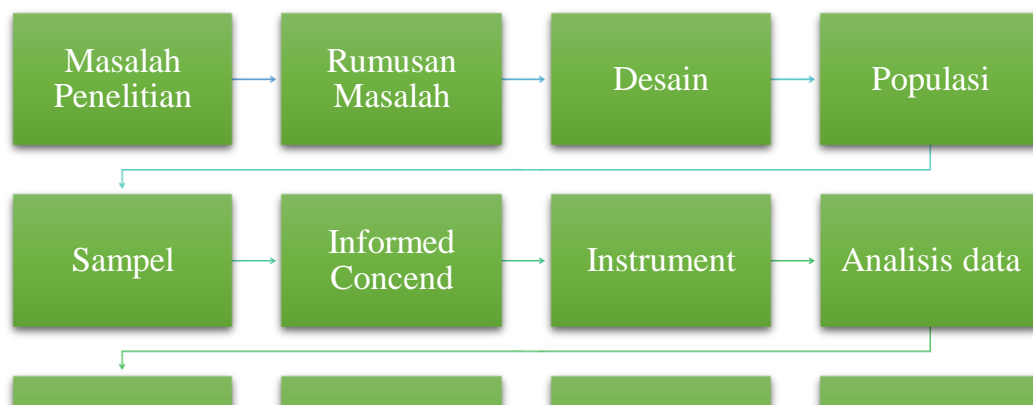 Masalah
Penelitian
Rumusan
Masalah
Desain
Populasi
Sampel
Informed
Concend
Instrument
Analisis data